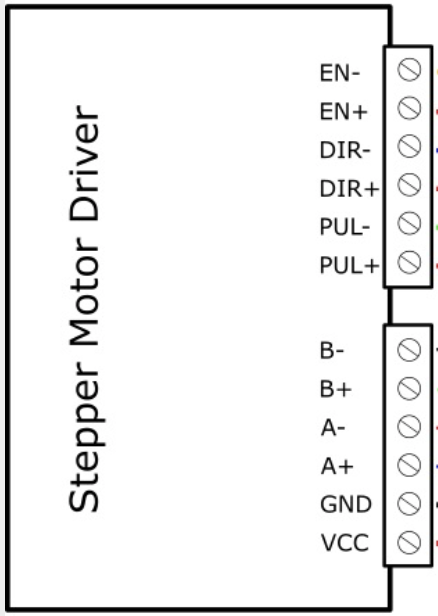 Stepper Motor Driver
EN-
EN+
DIR-
DIR+
PUL-
PUL+
B-
B+
A-
A+
GND
VCC